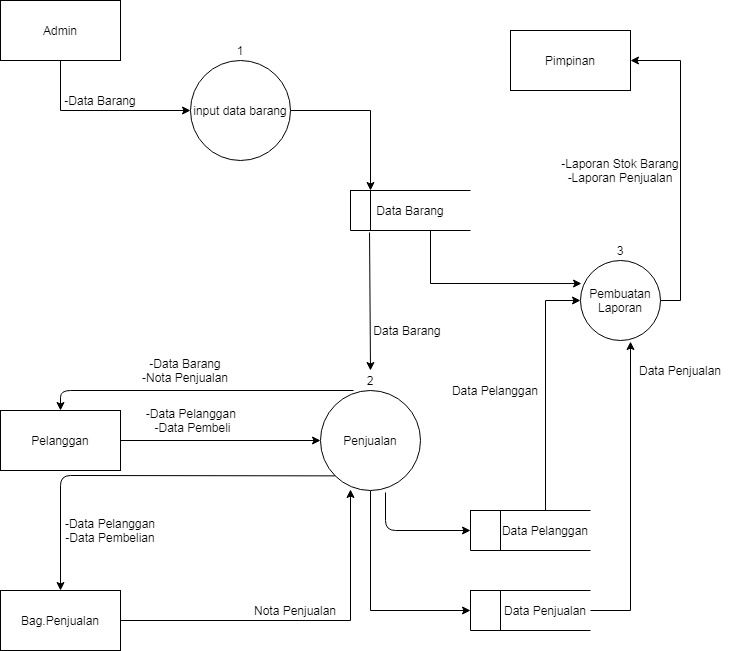 Admin
1
Pimpinan
-Data Barang
input data barang
-Laporan Stok Barang
-Laporan Penjualan
Data Barang
3
Pembuatan
Laporan
Data Barang
-Data Barang
-Nota Penjualan
2
Data Penjualan
Data Pelanggan
-Data Pelanggan
-Data Pembeli
Pelanggan
Penjualan
-Data Pelanggan
-Data Pembelian
Data Pelanggan
Nota Penjualan
Data Penjualan
Bag.Penjualan